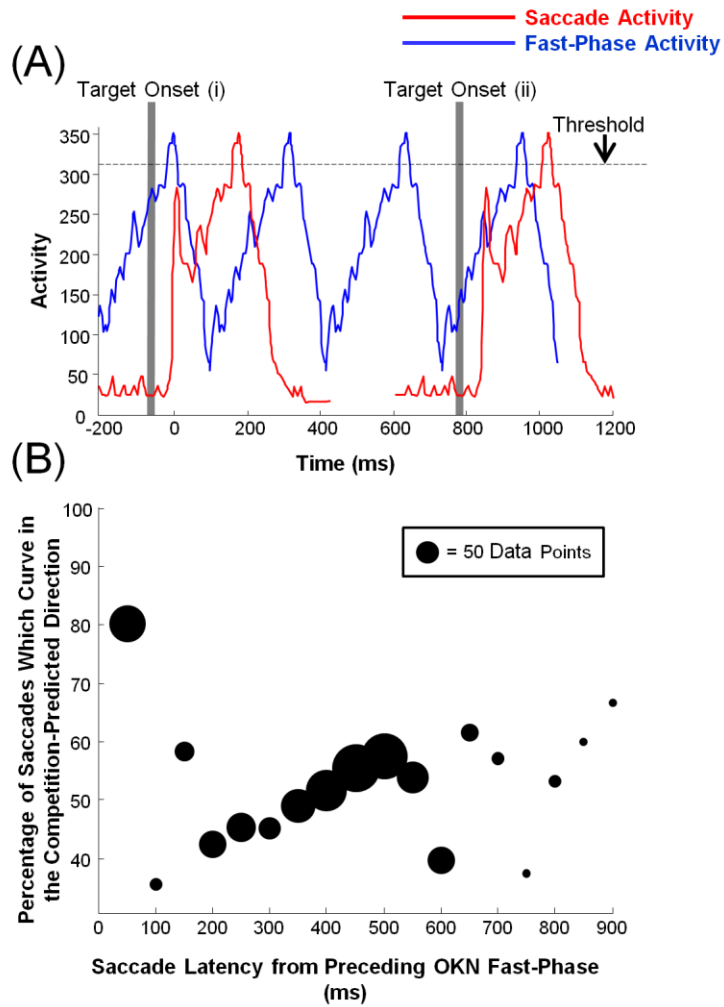 Saccade Activity
Fast-Phase Activity
(A)
Target Onset (i)
Target Onset (ii)
Threshold
350
300
250
200
150
100
50
0
Activity
-200
0
200
400
600
800
1000
1200
Time (ms)
(B)
100
90
80
70
60
50
40
Percentage of Saccades Which Curve in
the Competition-Predicted Direction
= 50 Data Points
0
100
200
300
400
500
600
700
800
900
Saccade Latency from Preceding OKN Fast-Phase
(ms)